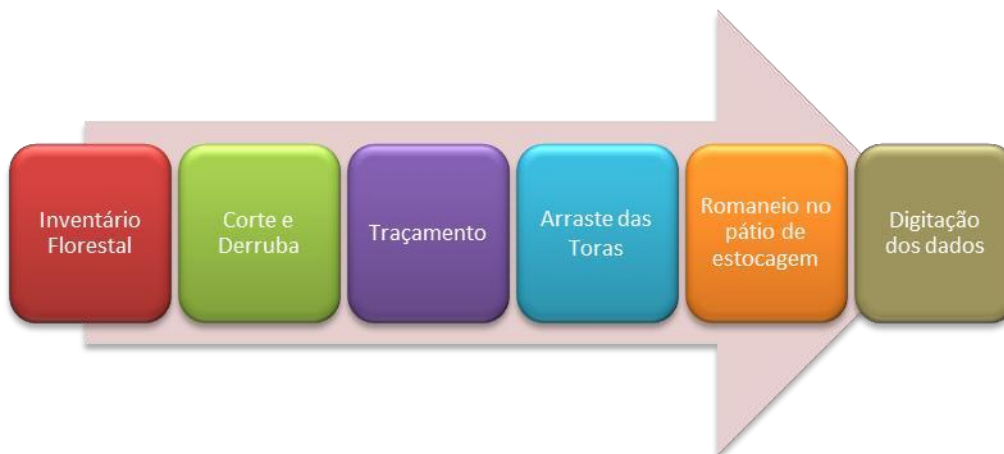 Inventário
Florestal
Corte e
Derruba
Traçamento
Arraste das
Toras
Romaneio no
pátio de
estocagem
Digitação
dos dados